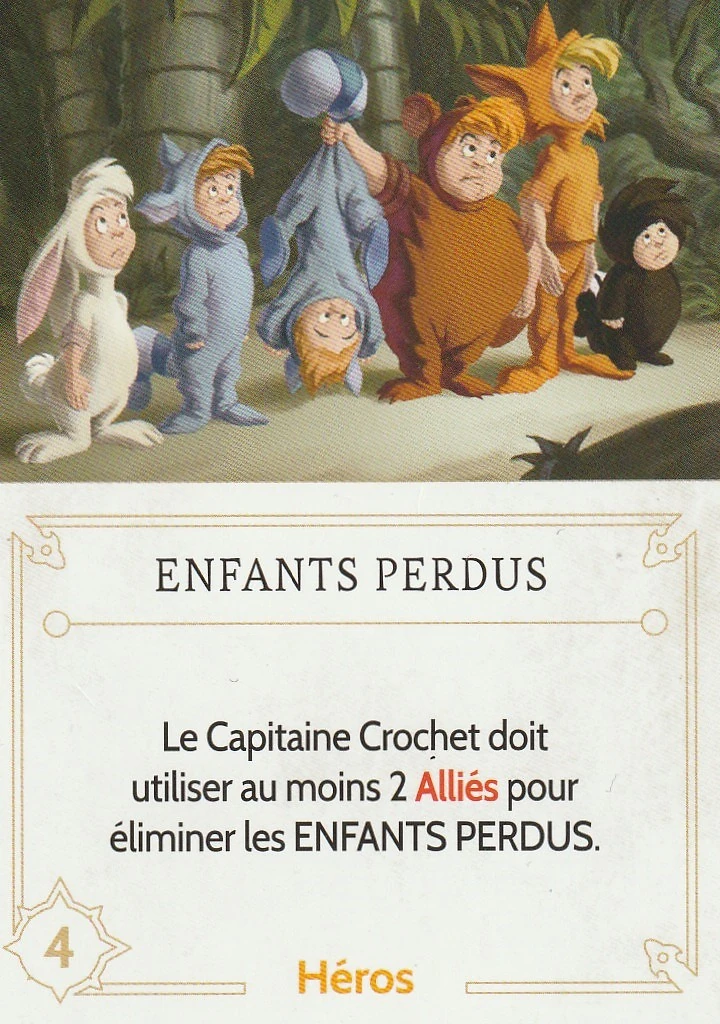 ENFANTS PERDUS
Le Capitaine Crochet doit
utiliser au moins 2 Alliés pour
éliminer les ENFANTS PERDUS.
4
Héros